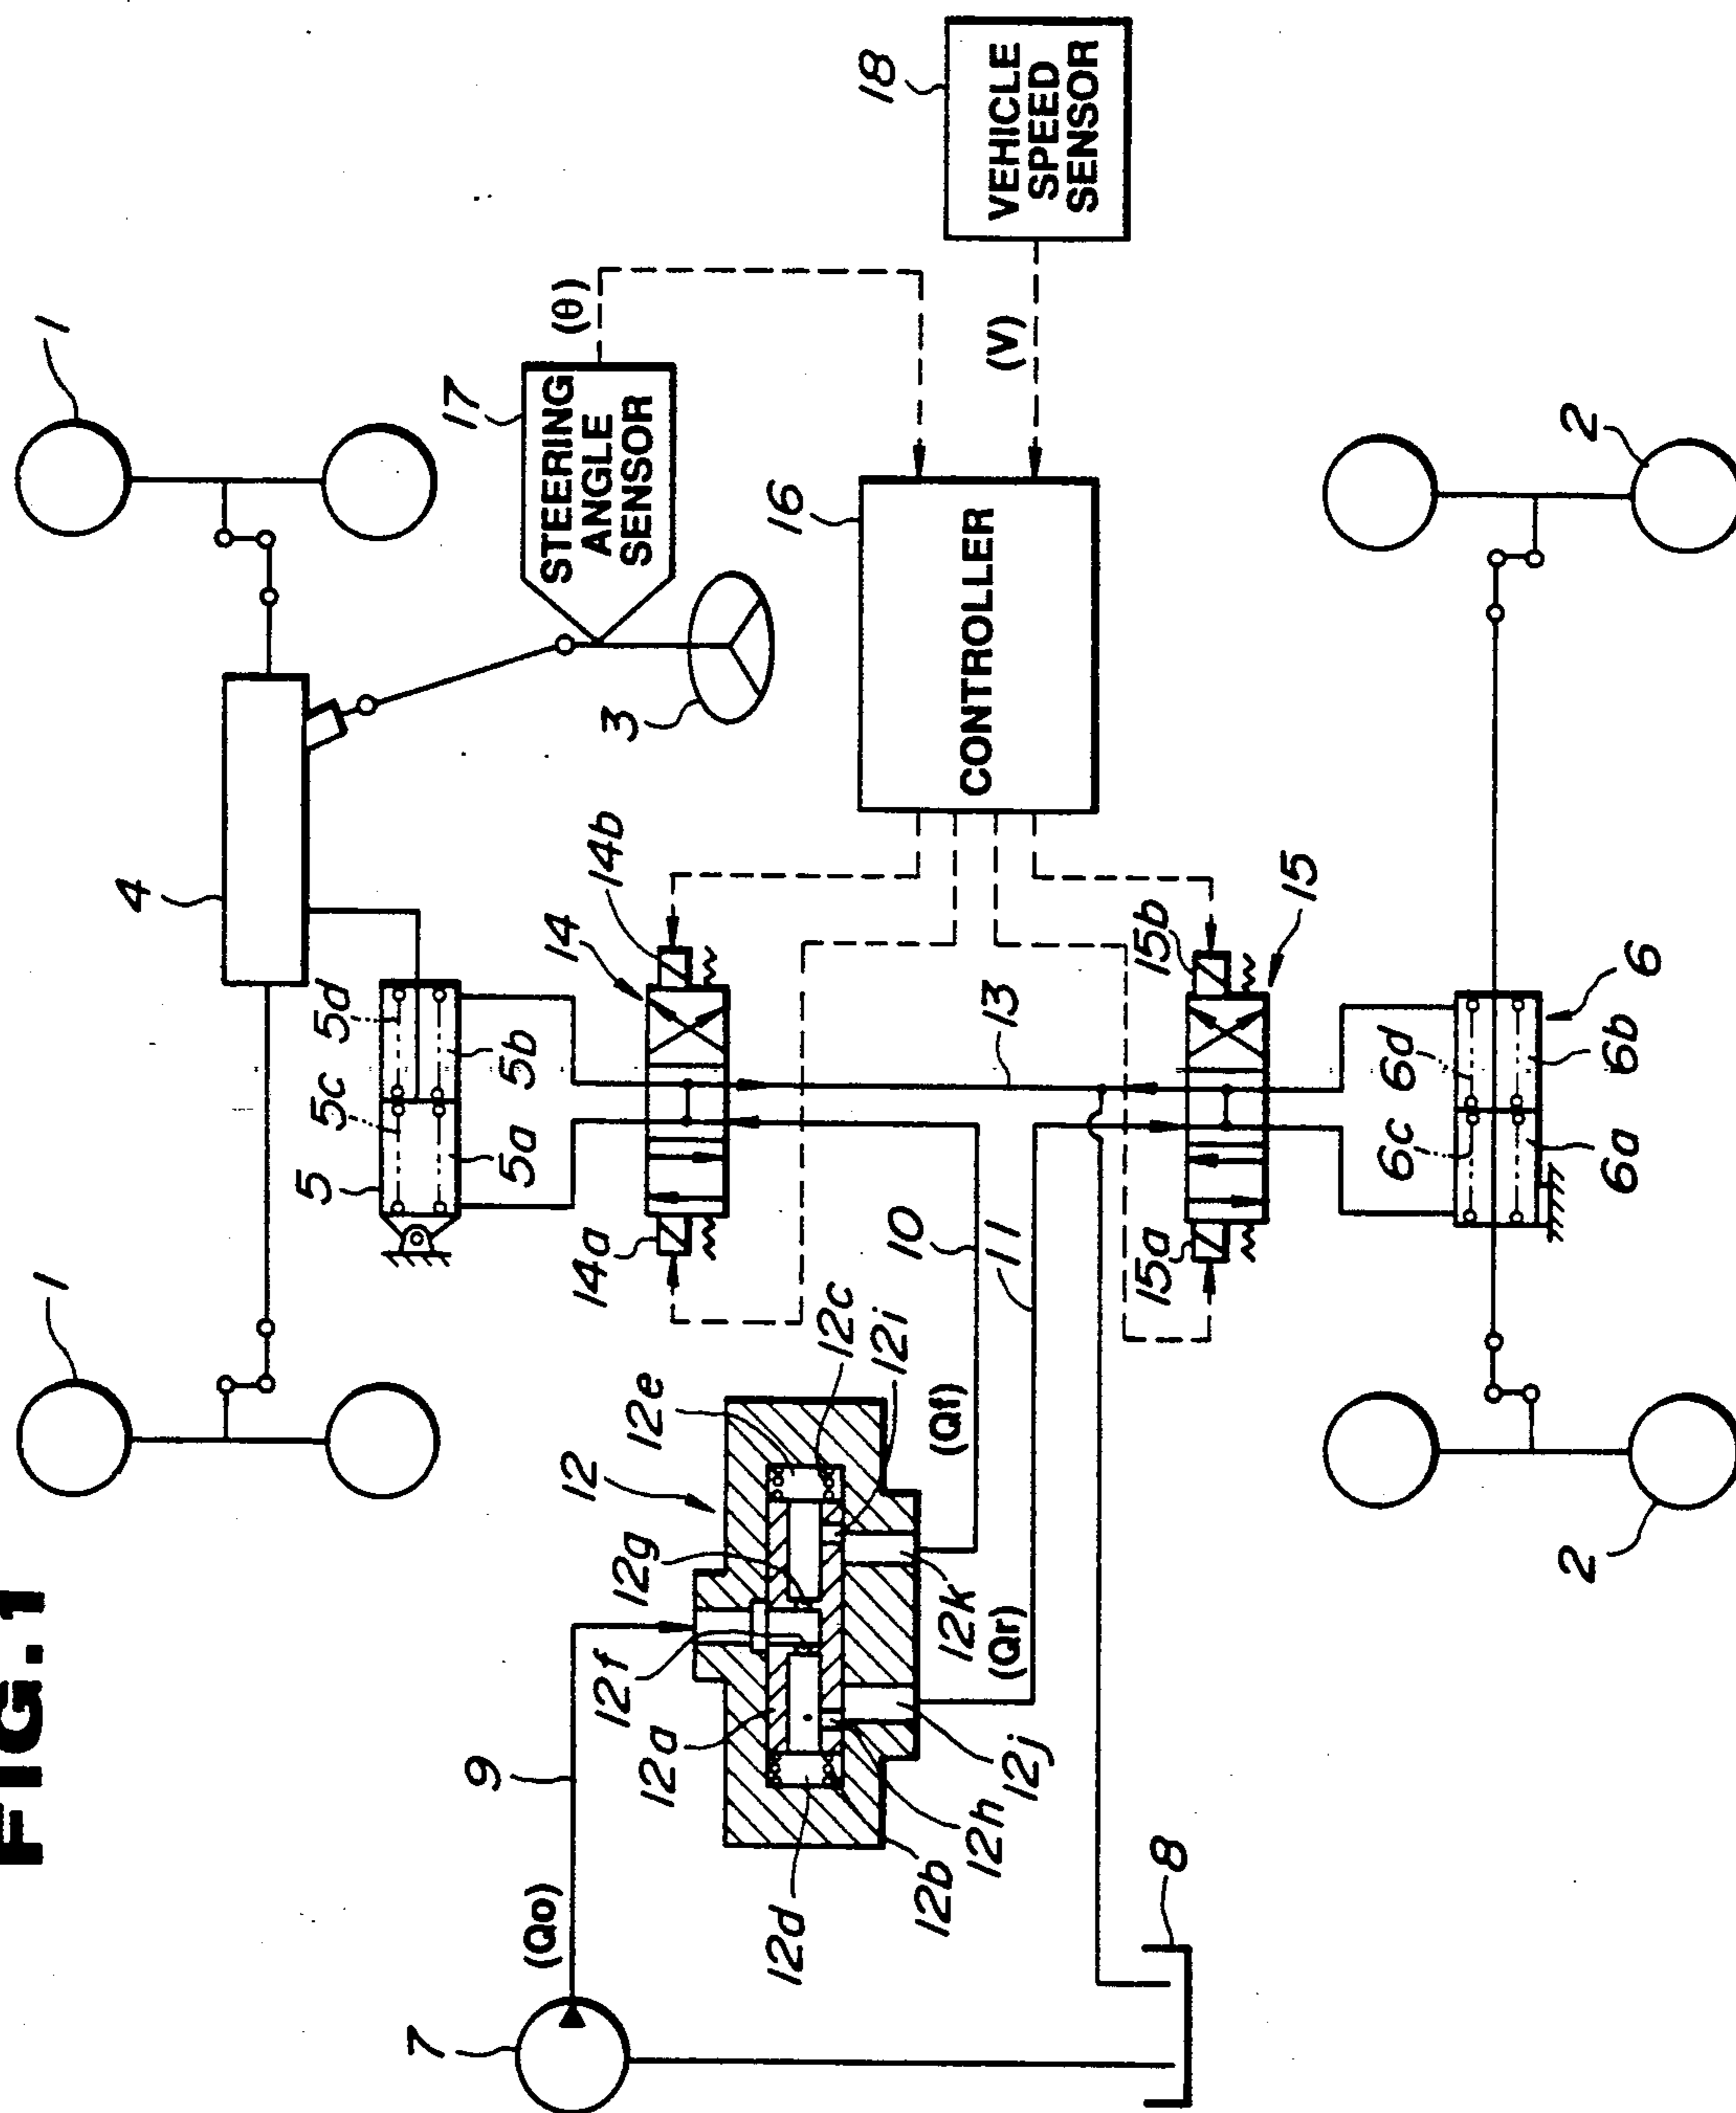 FIG.1
1
1
4
5
5c
5d
5a
5b
17
STEERING
ANGLE
SENSOR
(θ)
3
14
14a
14b
7
(Qo)
9
12
12a
12f
12g
12e
12c
12i
12d
12b
12h
12j
12k
(Qr)
(Qf)
10
11
13
16
CONTROLLER
(V)
18
VEHICLE
SPEED
SENSOR
8
15a
15b
15
6
6c
6d
6a
6b
2
2